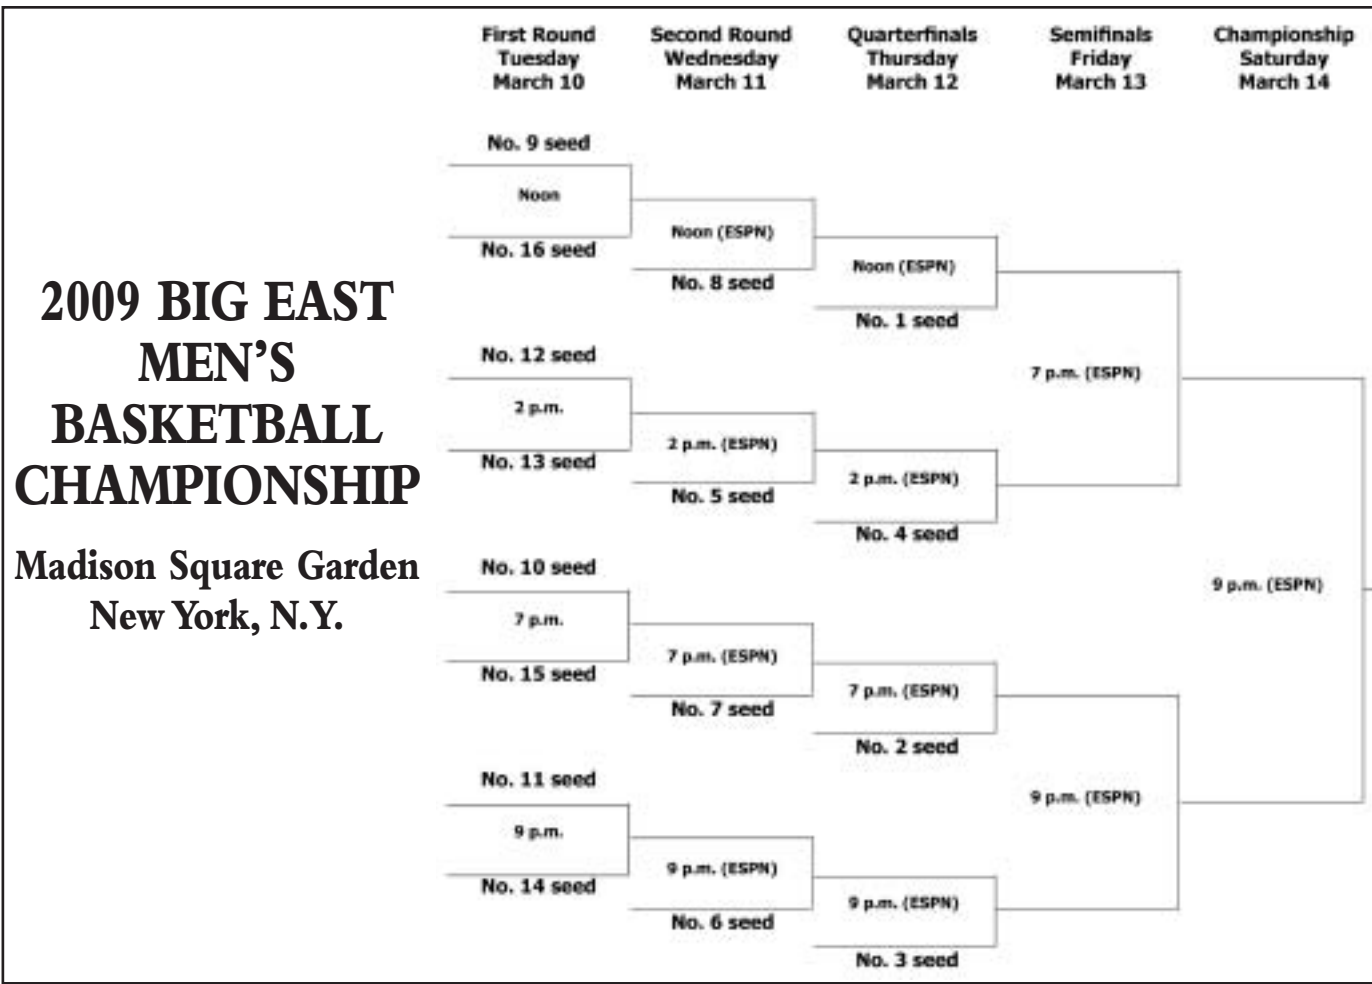 First Round
Tuesday
March 10
Second Round
Wednesday
March 11
Quarterfinals
Thursday
March 12
Semifinals
Friday
March 13
Championship
Saturday
March 14
2009 BIG EAST
MEN'S
BASKETBALL
CHAMPIONSHIP
Madison Square Garden
New York, N.Y.
No. 9 seed
Noon
No. 16 seed
No. 12 seed
2 p.m.
No. 13 seed
No. 10 seed
7 p.m.
No. 15 seed
No. 11 seed
9 p.m.
No. 14 seed
Noon (ESPN)
No. 8 seed
2 p.m. (ESPN)
No. 5 seed
7 p.m. (ESPN)
No. 7 seed
9 p.m. (ESPN)
No. 6 seed
Noon (ESPN)
No. 1 seed
2 p.m. (ESPN)
No. 4 seed
7 p.m. (ESPN)
No. 2 seed
9 p.m. (ESPN)
No. 3 seed
7 p.m. (ESPN)
9 p.m. (ESPN)
9 p.m. (ESPN)